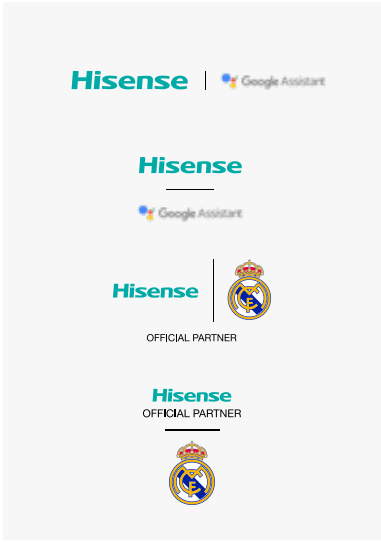 Hisense | Google Assistant
Hisense
Google Assistant
Hisense
OFFICIAL PARTNER
Hisense
OFFICIAL PARTNER